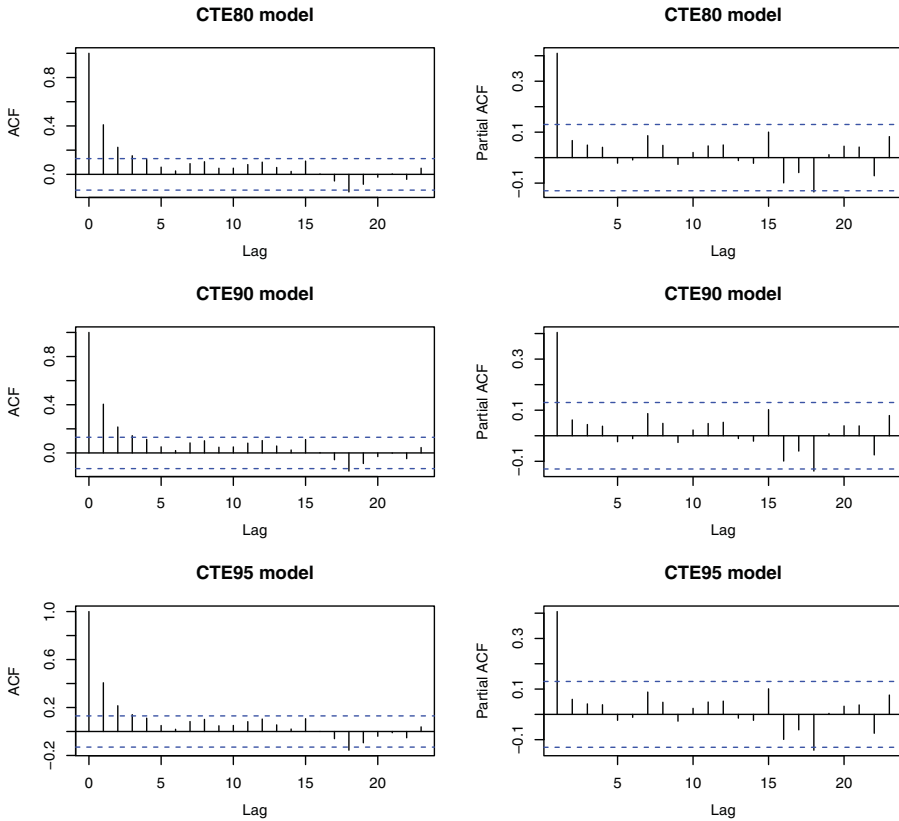 CTE80 model
ACF
0.0 0.4 0.8
0 5 10 15 20
Lag
CTE80 model
Partial ACF
−0.1 0.1 0.3
5 10 15 20
Lag
CTE90 model
ACF
0.0 0.4 0.8
0 5 10 15 20
Lag
CTE90 model
Partial ACF
−0.1 0.1 0.3
5 10 15 20
Lag
CTE95 model
ACF
−0.2 0.2 0.6 1.0
0 5 10 15 20
Lag
CTE95 model
Partial ACF
−0.1 0.1 0.3
5 10 15 20
Lag